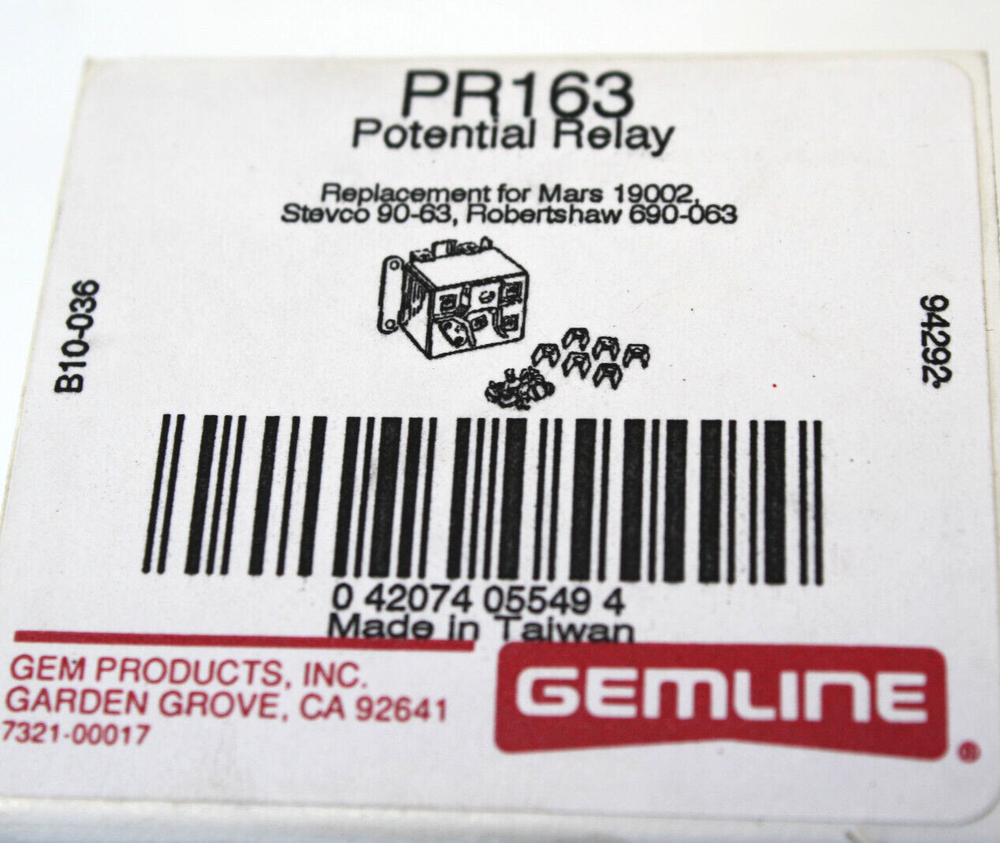 PR163
Potential Relay
Replacement for Mars 19002,
Stevco 90-63, Robertshaw 690-063
B10-036
94292-
0 42074 05549 4
Made in Taiwan
GEM PRODUCTS, INC.
GARDEN GROVE, CA 92641
7321-00017
GEMLINE®